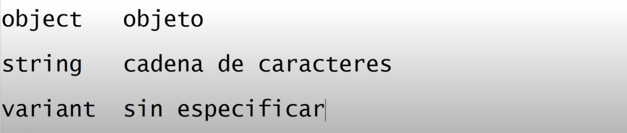 object objeto
string cadena de caracteres
variant sin especificar